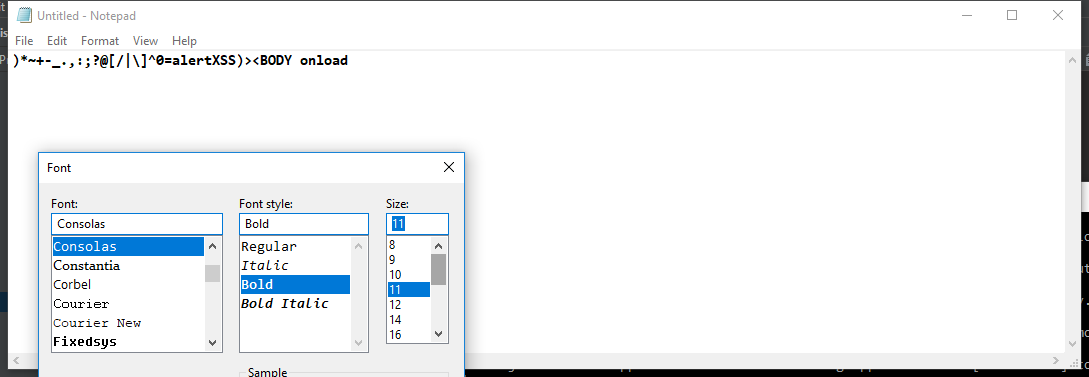 Untitled - Notepad
File Edit Format View Help
)*~+-_.,:;?@[/|\]^0=alertXSS)><BODY onload
Font
Font: Font style: Size:
Consolas Bold 11
Consolas Regular 8
Constantia Italic 9
Corbel Bold 10
Courier Bold Italic 11
Courier New 12
Fixedsys 14
16
Sample